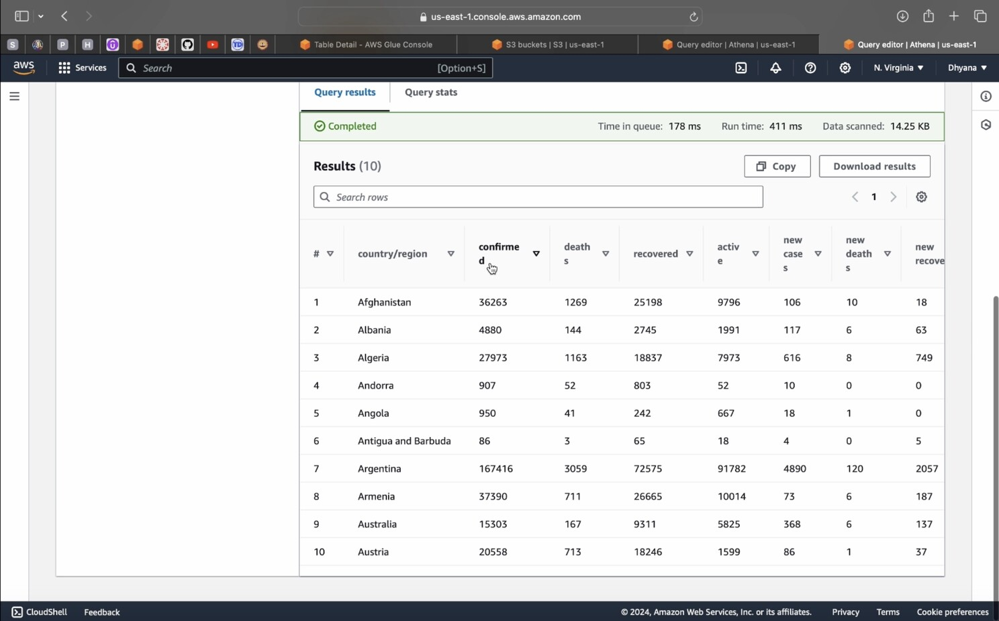 us-east-1.console.aws.amazon.com
S
P
H
TD
Table Detail - AWS Glue Console
S3 buckets | S3 | us-east-1
Query editor | Athena | us-east-1
Query editor | Athena | us-east-1
aws
Services
Search
[Option+S]
N. Virginia
Dhyana
Query results
Query stats
Completed
Time in queue: 178 ms
Run time: 411 ms
Data scanned: 14.25 KB
Results (10)
Copy
Download results
Search rows
1
#
country/region
confirme
d
death
s
recovered
activ
e
new
case
s
new
death
s
new
recove
1 Afghanistan 36263 1269 25198 9796 106 10 18
2 Albania 4880 144 2745 1991 117 6 63
3 Algeria 27973 1163 18837 7973 616 8 749
4 Andorra 907 52 803 52 10 0 0
5 Angola 950 41 242 667 18 1 0
6 Antigua and Barbuda 86 3 65 18 4 0 5
7 Argentina 167416 3059 72575 91782 4890 120 2057
8 Armenia 37390 711 26665 10014 73 6 187
9 Australia 15303 167 9311 5825 368 6 137
10 Austria 20558 713 18246 1599 86 1 37
CloudShell
Feedback
© 2024, Amazon Web Services, Inc. or its affiliates.
Privacy
Terms
Cookie preferences